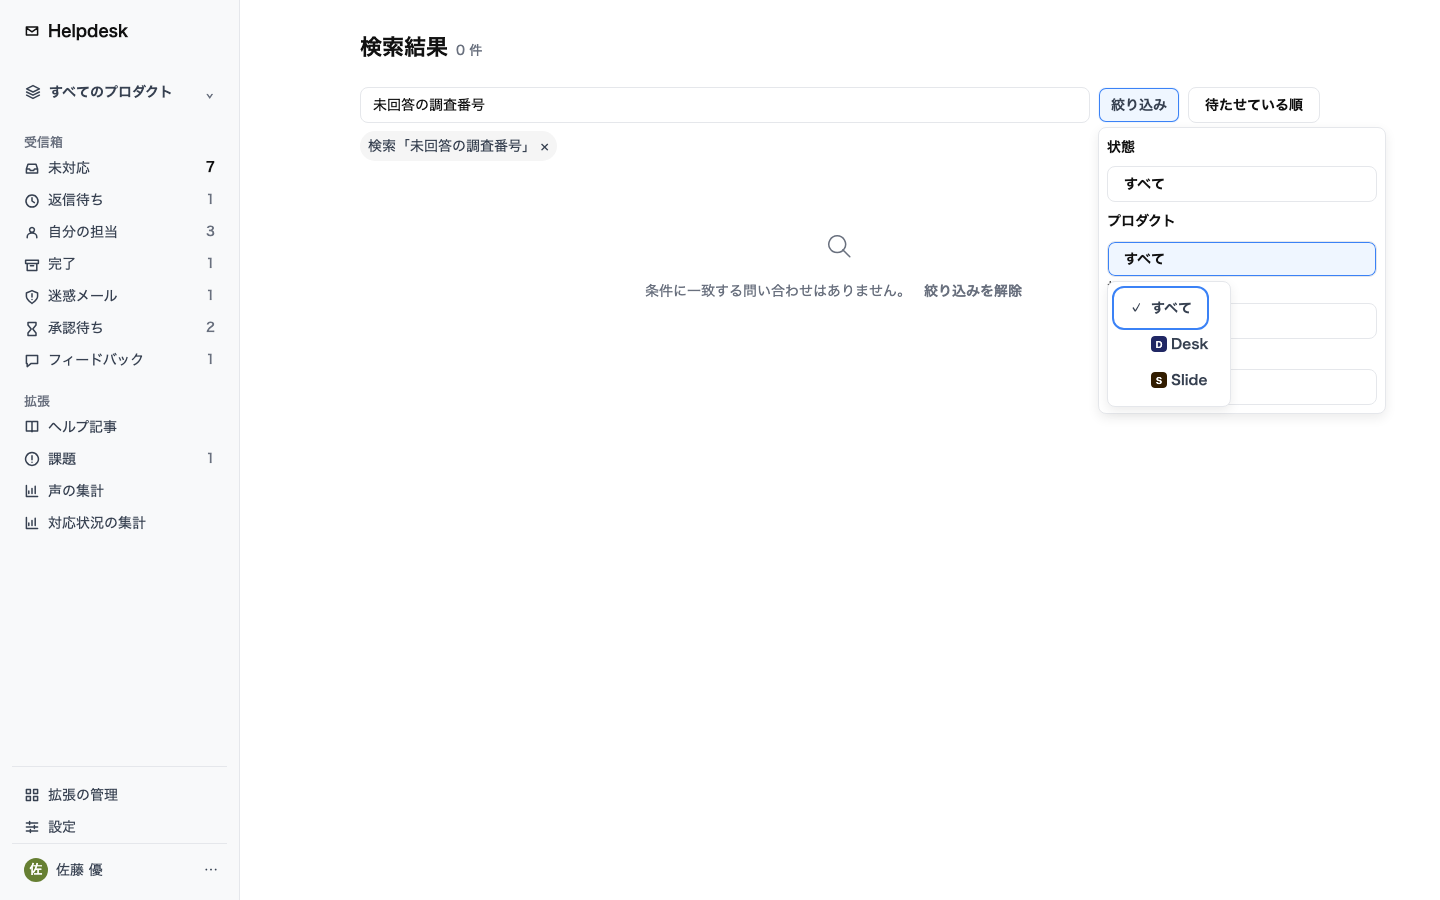 Helpdesk
すべてのプロダクト
受信箱
未対応 7
返信待ち 1
自分の担当 3
完了 1
迷惑メール 1
承認待ち 2
フィードバック 1
拡張
ヘルプ記事
課題 1
声の集計
対応状況の集計
拡張の管理
設定
佐 佐藤 優 …
検索結果 0 件
未回答の調査番号
絞り込み
待たせている順
検索「未回答の調査番号」 ×
条件に一致する問い合わせはありません。 絞り込みを解除
状態
すべて
プロダクト
すべて
✓ すべて
D Desk
S Slide